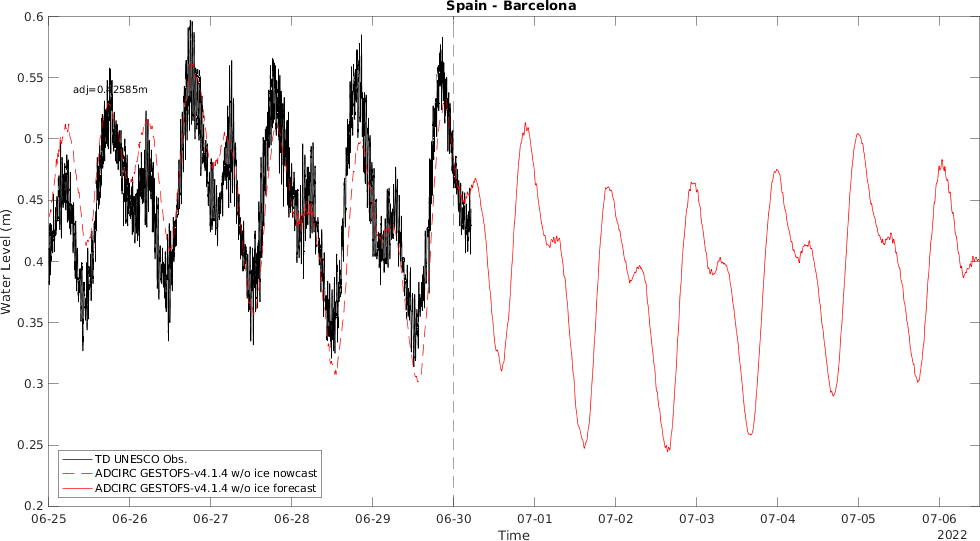 Spain - Barcelona
0.6
0.55
0.5
0.45
0.4
0.35
0.3
0.25
0.2
Water Level (m)
adj=0.42585m
TD UNESCO Obs.
ADCIRC GESTOFS-v4.1.4 w/o ice nowcast
ADCIRC GESTOFS-v4.1.4 w/o ice forecast
06-25 06-26 06-27 06-28 06-29 06-30 07-01 07-02 07-03 07-04 07-05 07-06
Time
2022